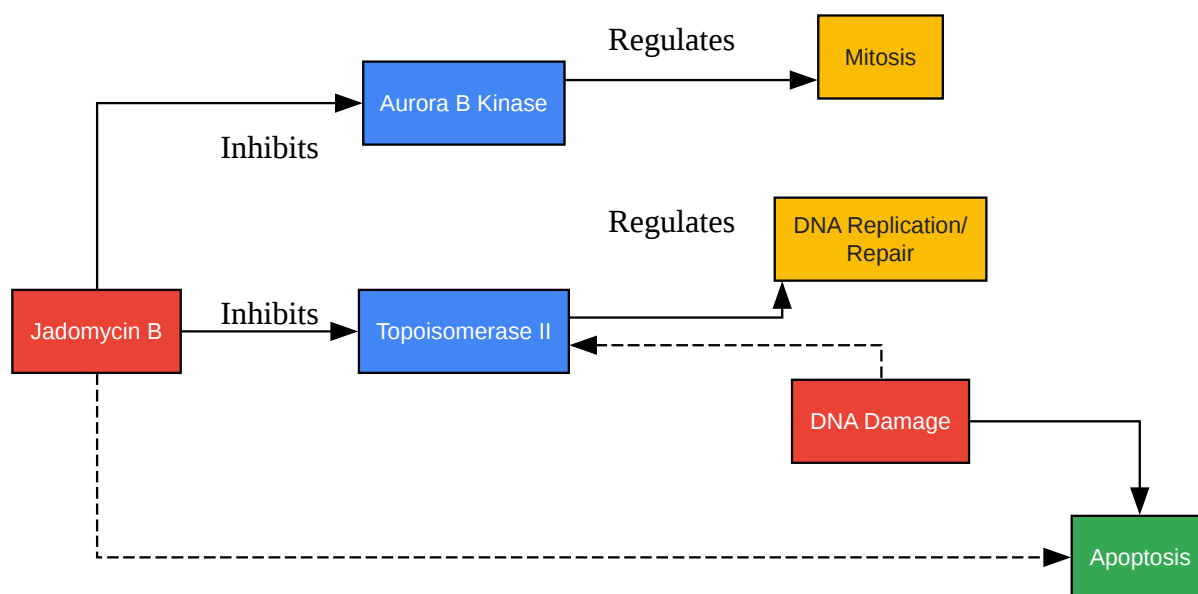 Regulates
Mitosis
Aurora B Kinase
Inhibits
Regulates
DNA Replication/
Repair
Inhibits
Jadomycin B
Topoisomerase II
DNA Damage
Apoptosis